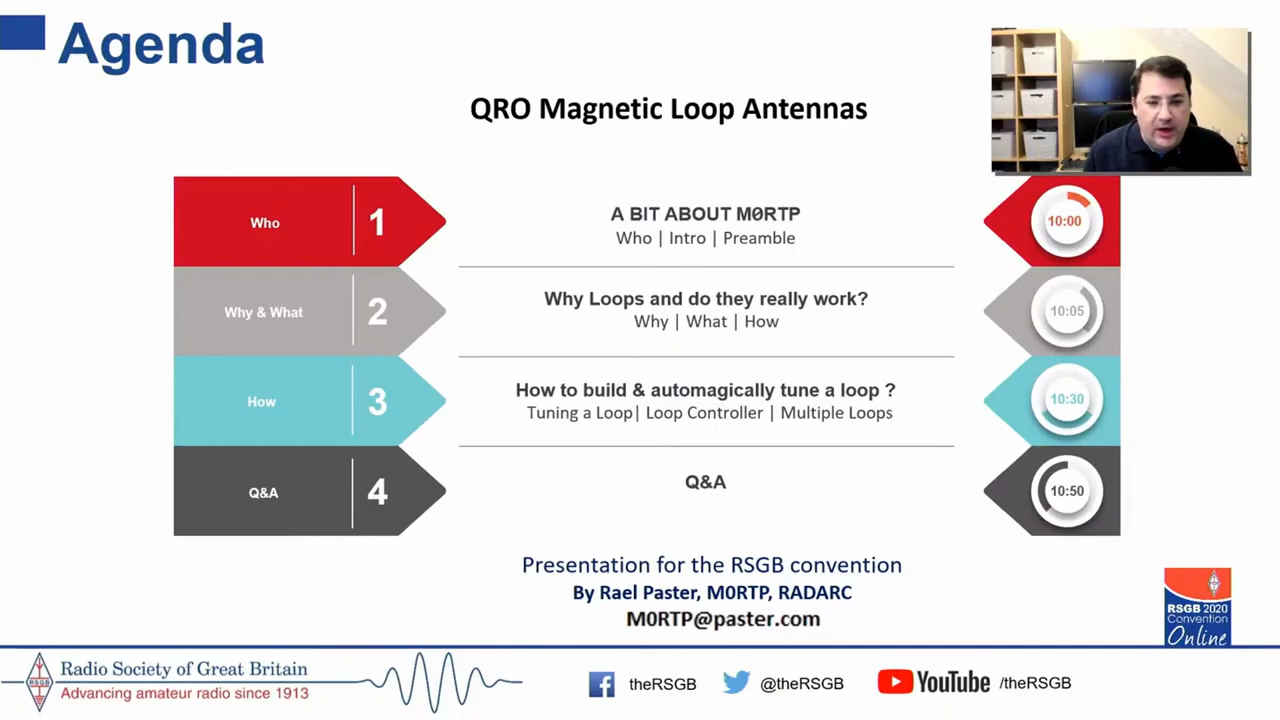 Agenda
QRO Magnetic Loop Antennas
Who
1
A BIT ABOUT MØRTP
Who | Intro | Preamble
10:00
Why & What
2
Why Loops and do they really work?
Why | What | How
10:05
How
3
How to build & automagically tune a loop ?
Tuning a Loop| Loop Controller | Multiple Loops
10:30
Q&A
4
Q&A
10:50
Presentation for the RSGB convention
By Rael Paster, M0RTP, RADARC
M0RTP@paster.com
RSGB 2020
Convention
Online
Radio Society of Great Britain
Advancing amateur radio since 1913
theRSGB
@theRSGB
YouTube /theRSGB